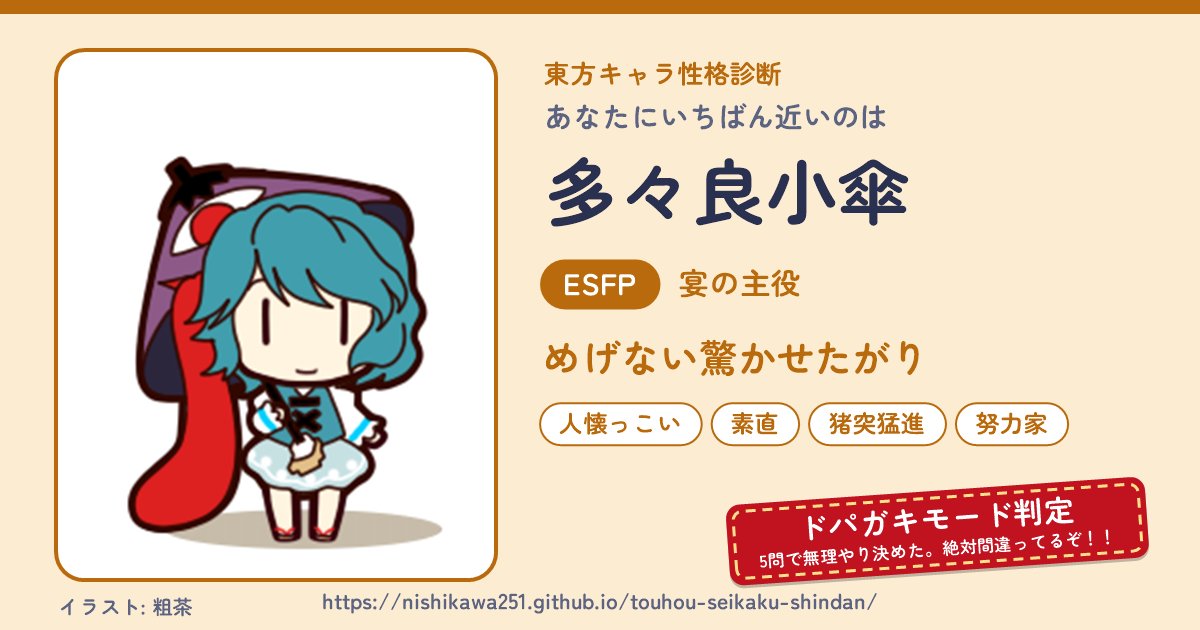 東方キャラ性格診断
あなたにいちばん近いのは
多々良小傘
ESFP 宴の主役
めげない驚かせたがり
人懐っこい 素直 猪突猛進 努力家
ドパガキモード判定
5問で無理やり決めた。絶対間違ってるぞ！！
イラスト: 粗茶
https://nishikawa251.github.io/touhou-seikaku-shindan/